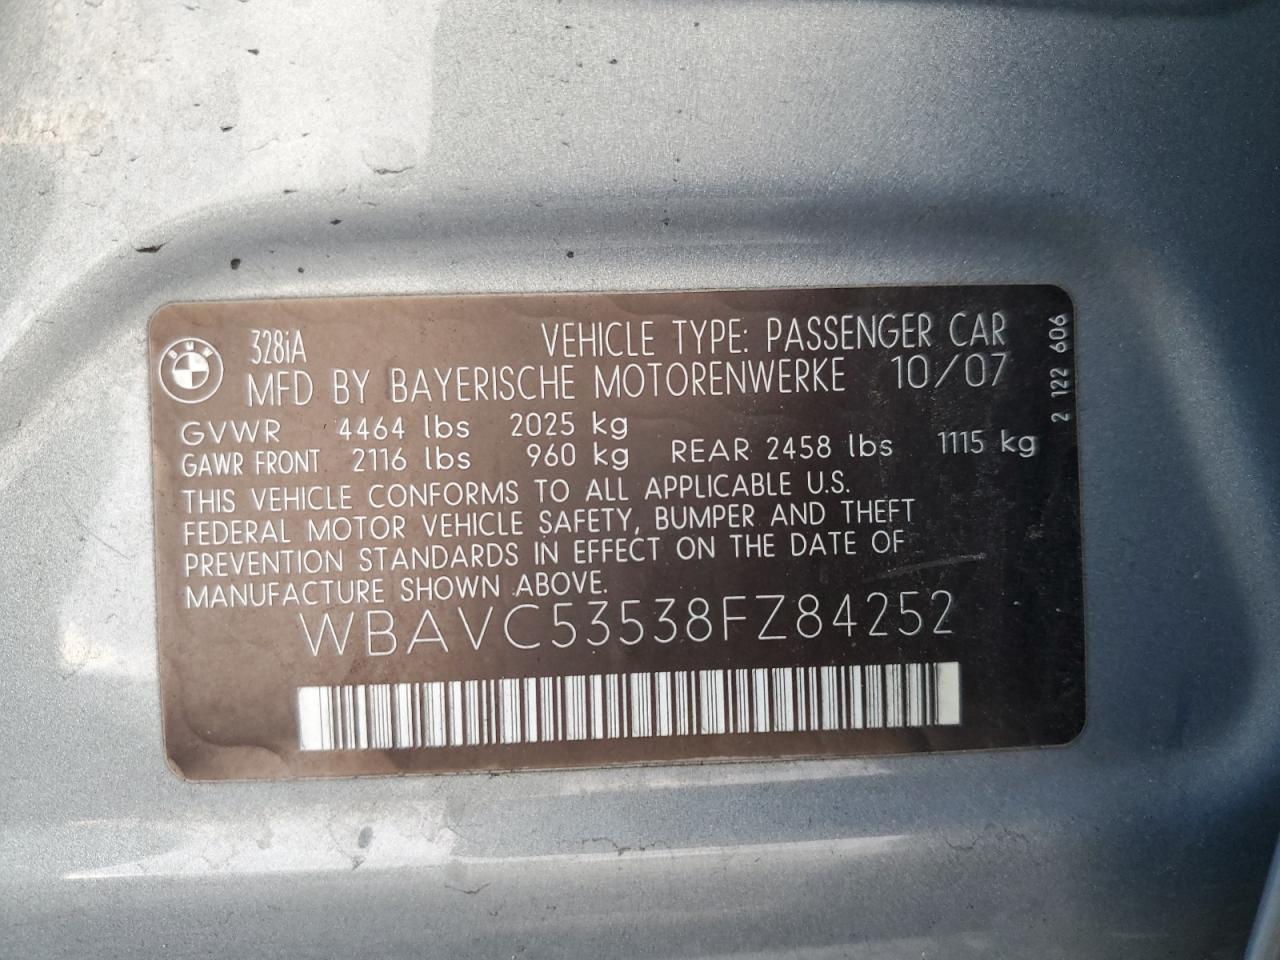 BMW
328iA VEHICLE TYPE: PASSENGER CAR
MFD BY BAYERISCHE MOTORENWERKE 10/07
GVWR 4464 lbs 2025 kg
GAWR FRONT 2116 lbs 960 kg REAR 2458 lbs 1115 kg
THIS VEHICLE CONFORMS TO ALL APPLICABLE U.S.
FEDERAL MOTOR VEHICLE SAFETY, BUMPER AND THEFT
PREVENTION STANDARDS IN EFFECT ON THE DATE OF
MANUFACTURE SHOWN ABOVE.
WBAVC53538FZ84252
2 122 606